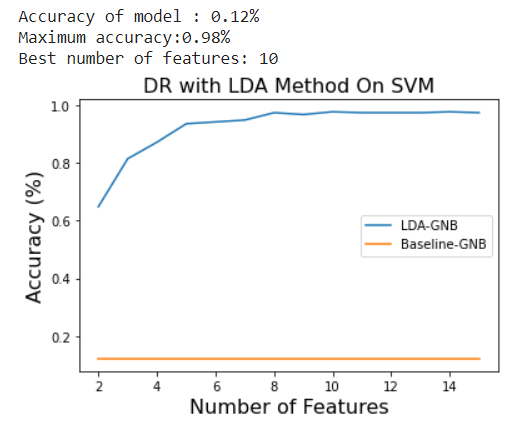 Accuracy of model : 0.12%
Maximum accuracy:0.98%
Best number of features: 10
DR with LDA Method On SVM
Accuracy (%)
1.0
0.8
0.6
0.4
0.2
LDA-GNB
Baseline-GNB
2 4 6 8 10 12 14
Number of Features